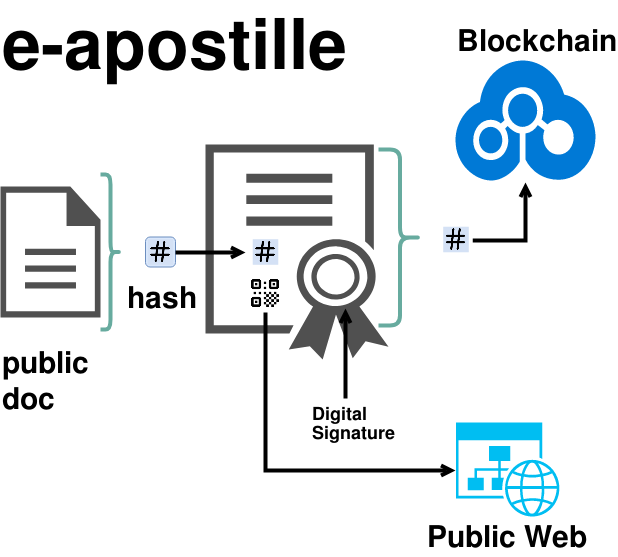 e-apostille
Blockchain
#
#
#
hash
public
doc
Digital
Signature
Public Web